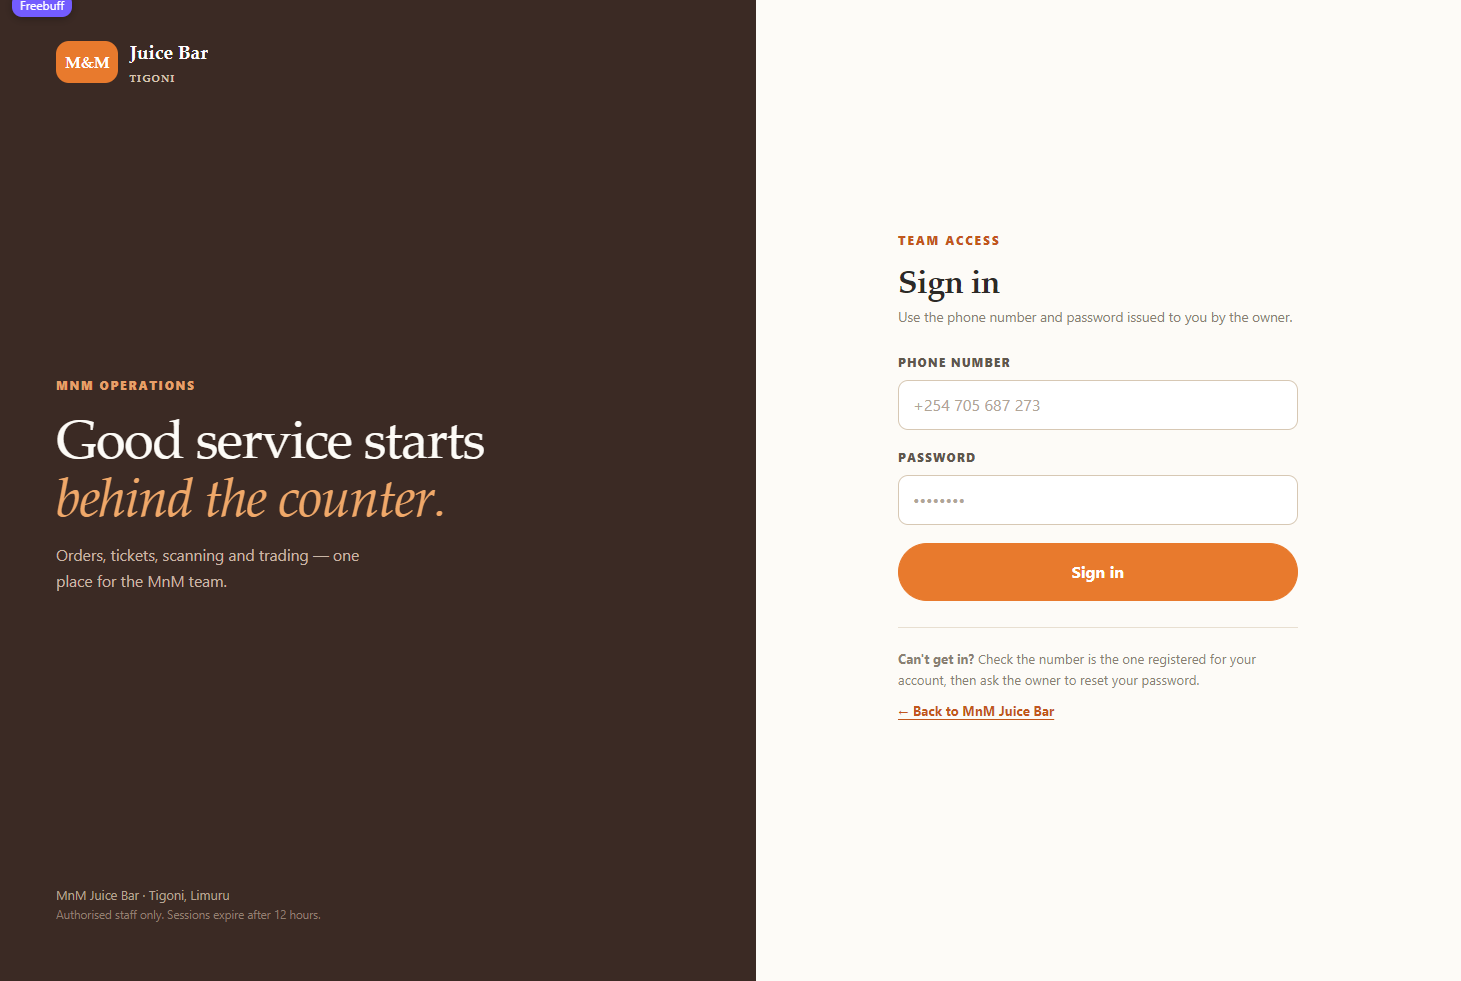 Freebuff
M&M
Juice Bar
TIGONI
MNM OPERATIONS
Good service starts
behind the counter.
Orders, tickets, scanning and trading — one
place for the MnM team.
MnM Juice Bar · Tigoni, Limuru
Authorised staff only. Sessions expire after 12 hours.
TEAM ACCESS
Sign in
Use the phone number and password issued to you by the owner.
PHONE NUMBER
+254 705 687 273
PASSWORD
••••••••
Sign in
Can't get in? Check the number is the one registered for your
account, then ask the owner to reset your password.
← Back to MnM Juice Bar